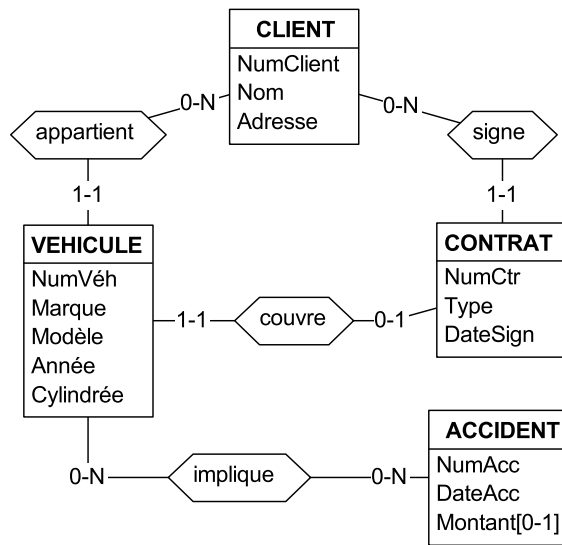 CLIENT
NumClient
Nom
Adresse
0-N
0-N
appartient
signe
1-1
1-1
VEHICULE
NumVéh
Marque
Modèle
Année
Cylindrée
CONTRAT
NumCtr
Type
DateSign
1-1
couvre
0-1
ACCIDENT
NumAcc
DateAcc
Montant[0-1]
0-N
implique
0-N